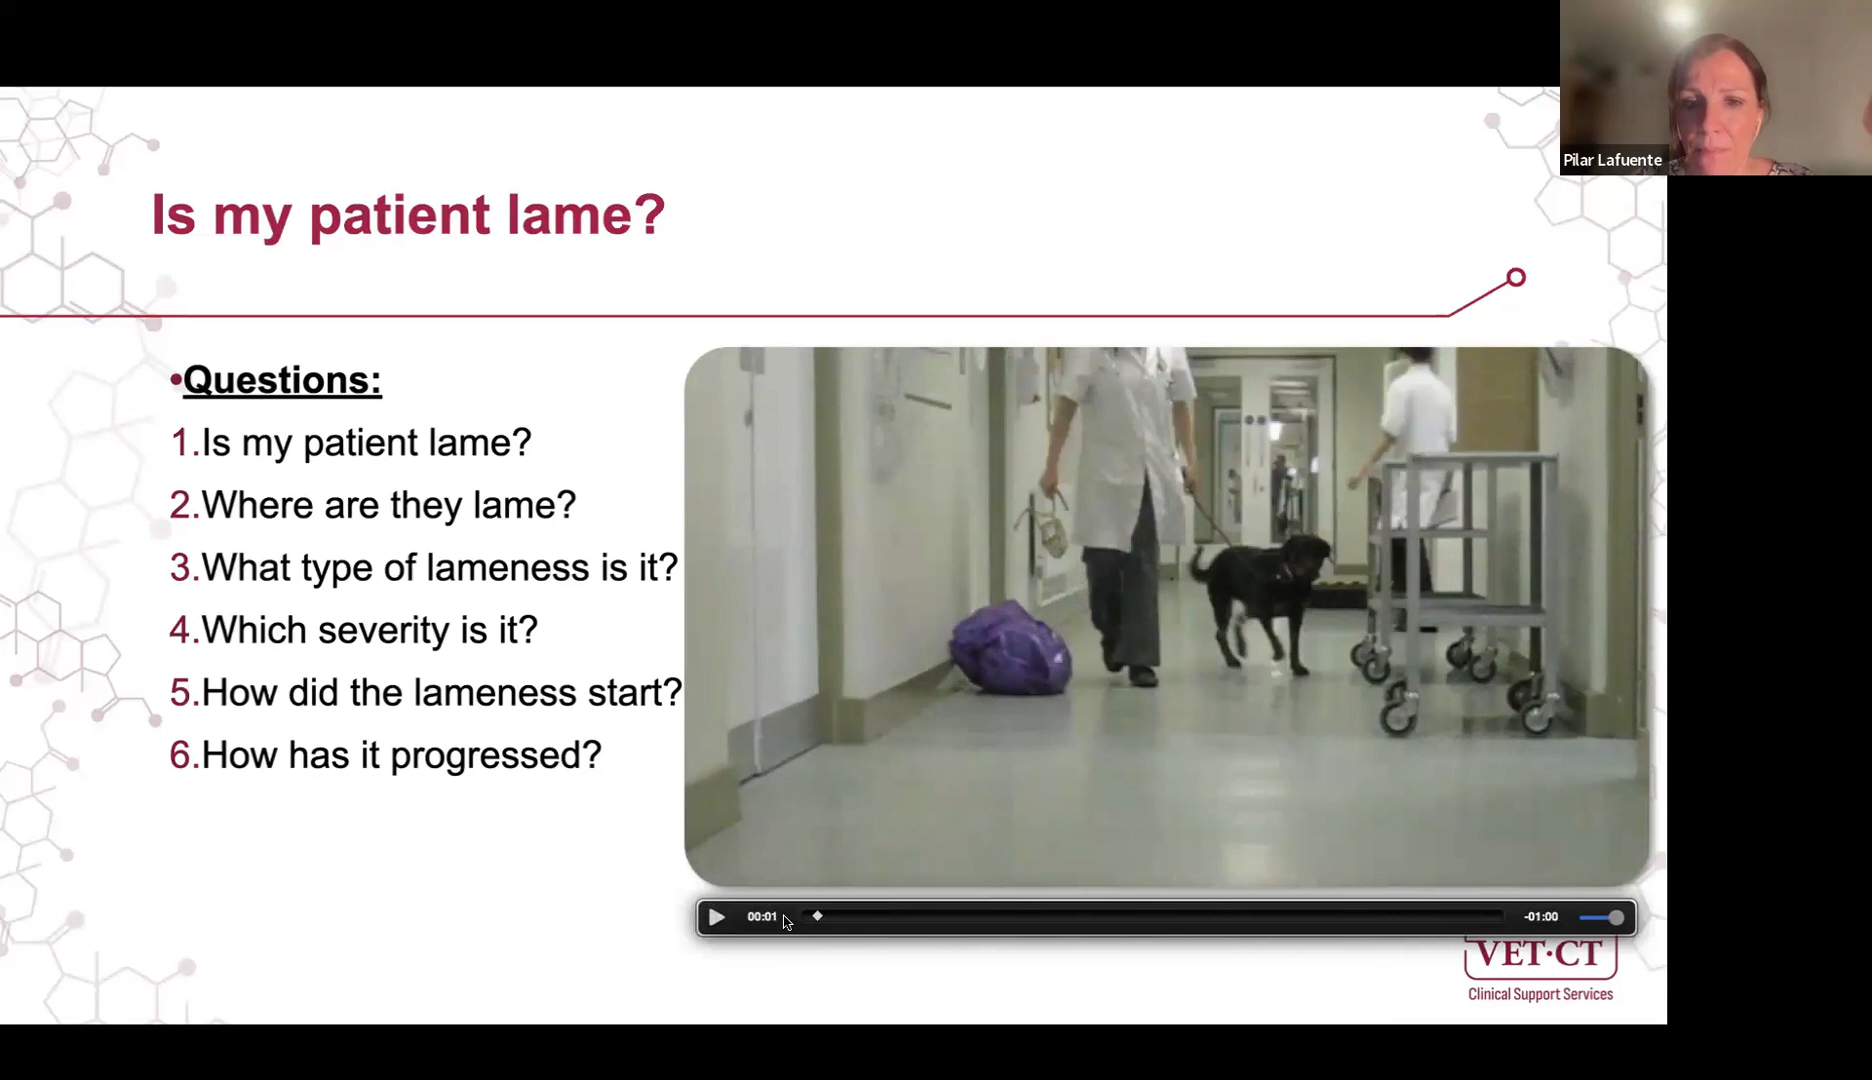 Pilar Lafuente
Is my patient lame?
•Questions:
1.Is my patient lame?
2.Where are they lame?
3.What type of lameness is it?
4.Which severity is it?
5.How did the lameness start?
6.How has it progressed?
00:01
-01:00
VET·CT
Clinical Support Services